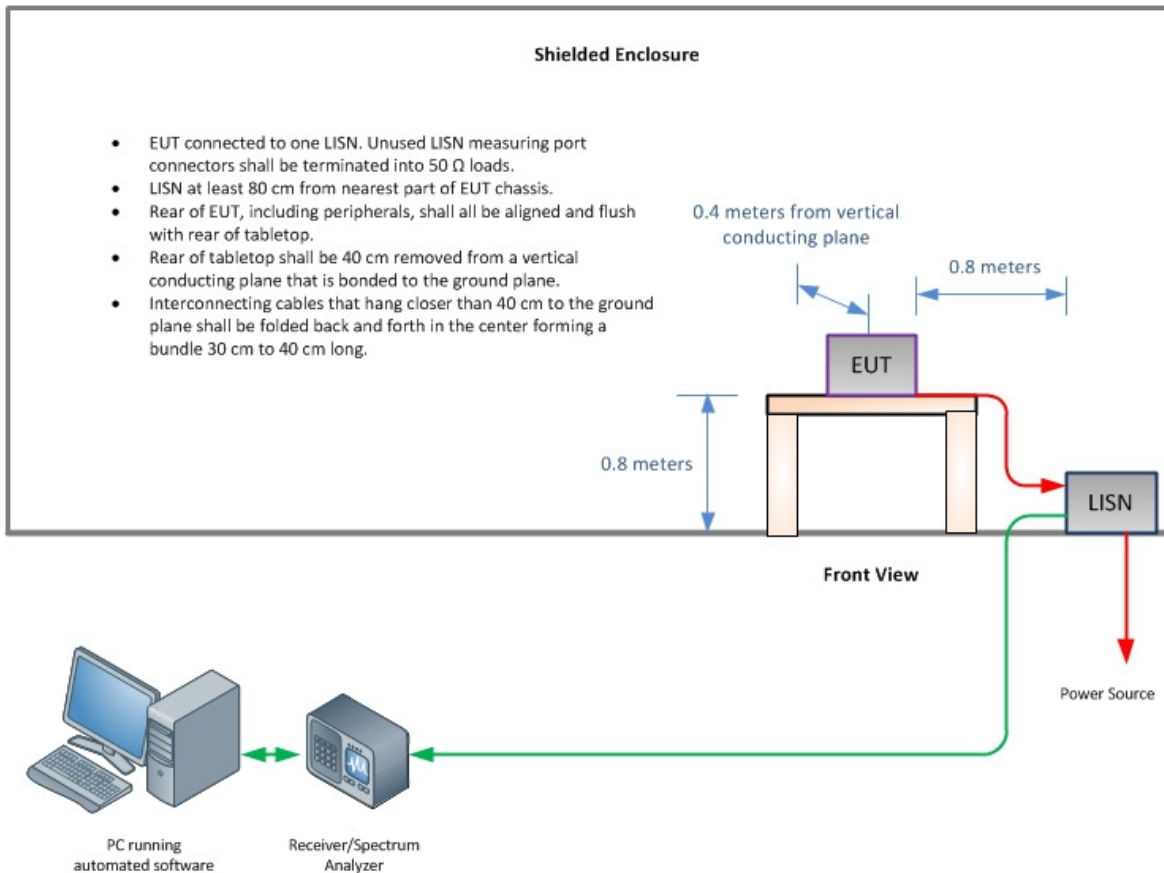 Shielded Enclosure
• EUT connected to one LISN. Unused LISN measuring port
connectors shall be terminated into 50 Ω loads.
• LISN at least 80 cm from nearest part of EUT chassis.
• Rear of EUT, including peripherals, shall all be aligned and flush
with rear of tabletop.
• Rear of tabletop shall be 40 cm removed from a vertical
conducting plane that is bonded to the ground plane.
• Interconnecting cables that hang closer than 40 cm to the ground
plane shall be folded back and forth in the center forming a
bundle 30 cm to 40 cm long.
0.4 meters from vertical
conducting plane
0.8 meters
EUT
0.8 meters
LISN
Front View
Power Source
PC running
automated software
Receiver/Spectrum
Analyzer